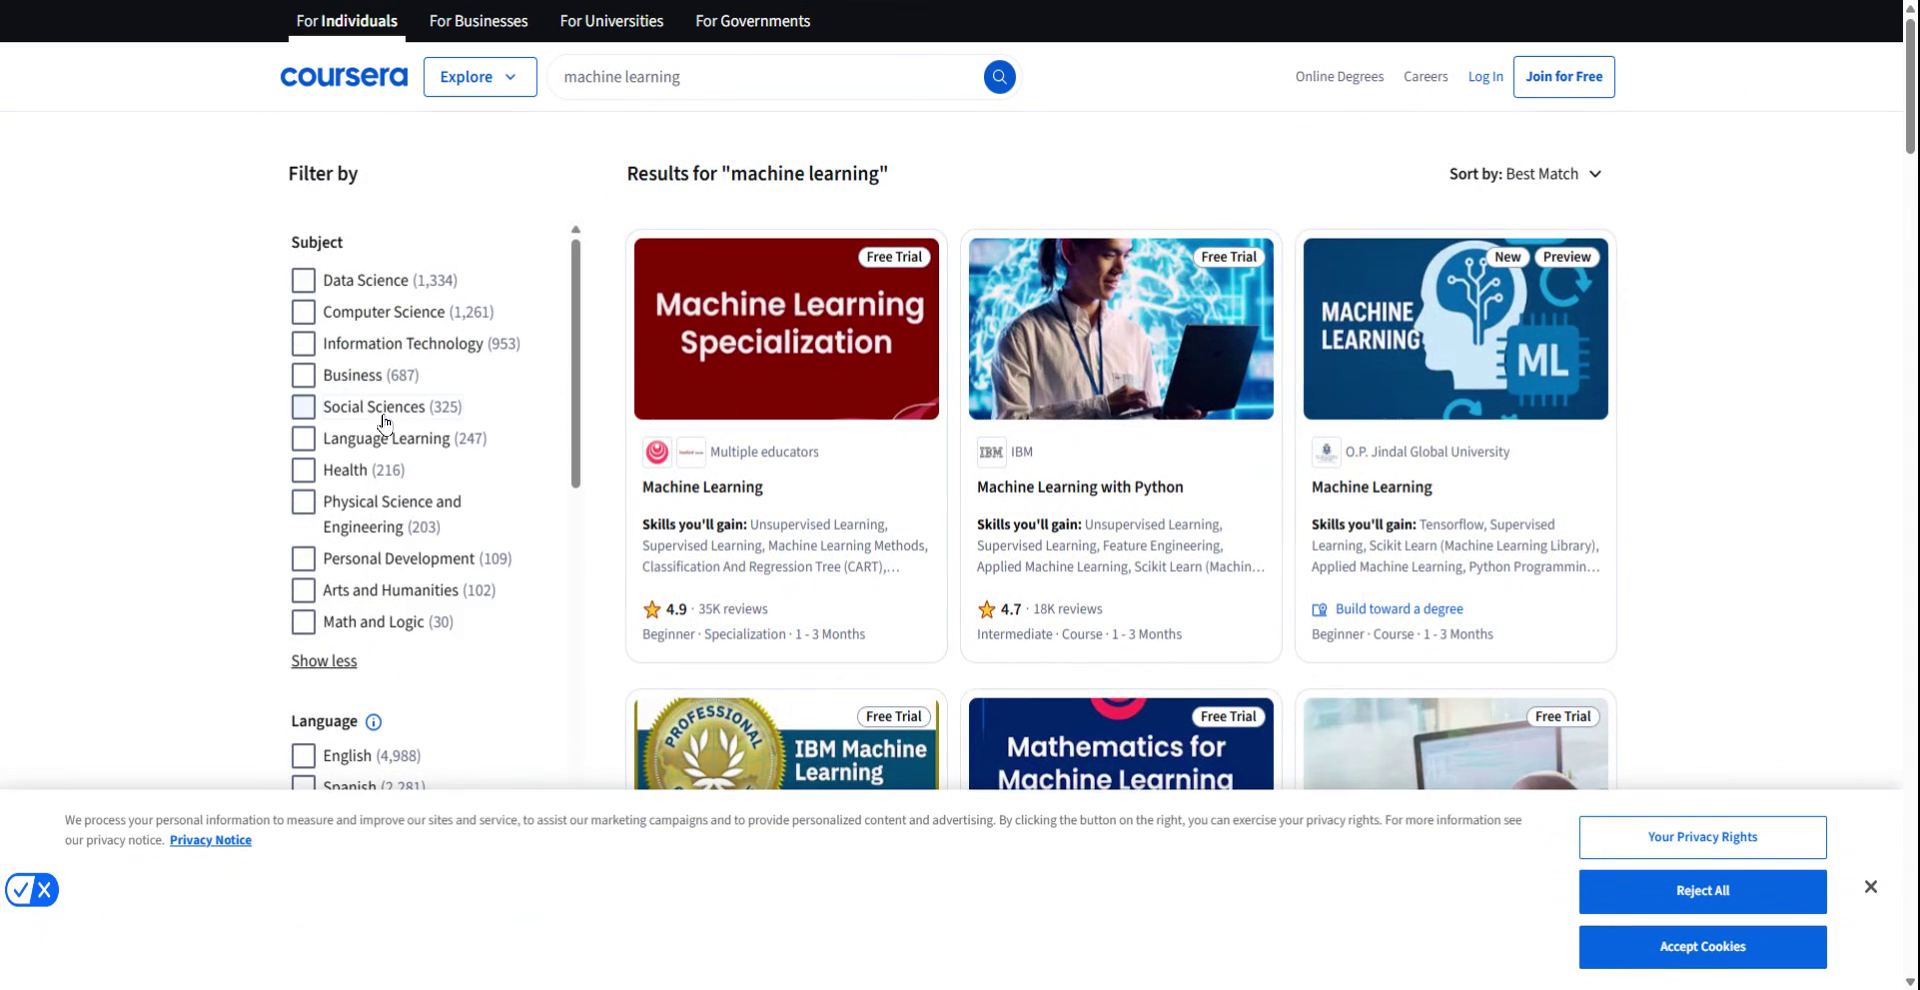 For Individuals
For Businesses
For Universities
For Governments
coursera
Explore
machine learning
Online Degrees
Careers
Log In
Join for Free
Filter by
Results for "machine learning"
Sort by: Best Match
Subject
Data Science (1,334)
Computer Science (1,261)
Information Technology (953)
Business (687)
Social Sciences (325)
Language Learning (247)
Health (216)
Physical Science and
Engineering (203)
Personal Development (109)
Arts and Humanities (102)
Math and Logic (30)
Show less
Language
English (4,988)
Spanish (2,281)
Free Trial
Machine Learning
Specialization
Multiple educators
Machine Learning
Skills you'll gain: Unsupervised Learning,
Supervised Learning, Machine Learning Methods,
Classification And Regression Tree (CART),...
4.9 · 35K reviews
Beginner · Specialization · 1 - 3 Months
Free Trial
IBM
IBM
Machine Learning with Python
Skills you'll gain: Unsupervised Learning,
Supervised Learning, Feature Engineering,
Applied Machine Learning, Scikit Learn (Machin...
4.7 · 18K reviews
Intermediate · Course · 1 - 3 Months
New
Preview
MACHINE
LEARNING
ML
O.P. Jindal Global University
Machine Learning
Skills you'll gain: Tensorflow, Supervised
Learning, Scikit Learn (Machine Learning Library),
Applied Machine Learning, Python Programmin...
Build toward a degree
Beginner · Course · 1 - 3 Months
Free Trial
PROFESSIONAL
IBM Machine
Learning
Free Trial
Mathematics for
Machine Learning
Free Trial
We process your personal information to measure and improve our sites and service, to assist our marketing campaigns and to provide personalized content and advertising. By clicking the button on the right, you can exercise your privacy rights. For more information see
our privacy notice. Privacy Notice
Your Privacy Rights
Reject All
Accept Cookies